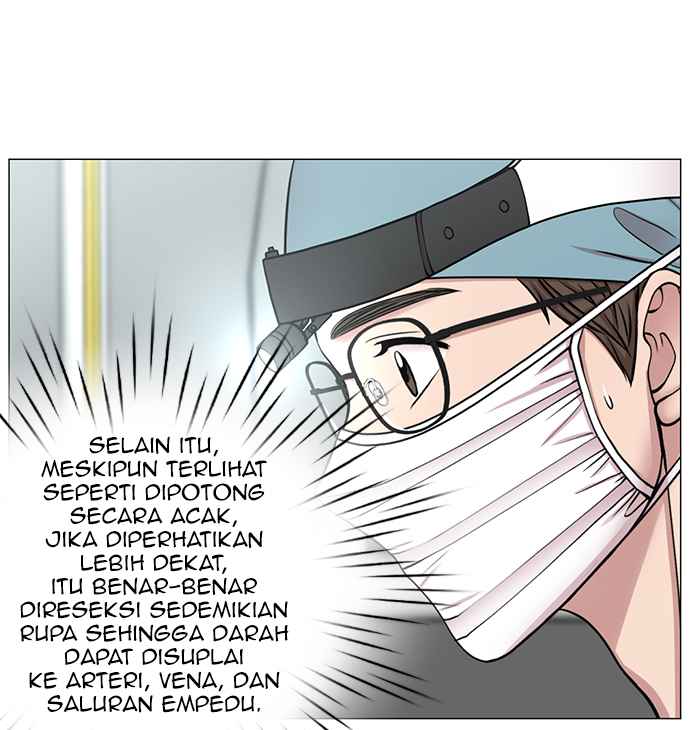 SELAIN ITU,
MESKIPUN TERLIHAT
SEPERTI DIPOTONG
SECARA ACAK,
JIKA DIPERHATIKAN
LEBIH DEKAT,
ITU BENAR-BENAR
DIRESEKSI SEDEMIKIAN
RUPA SEHINGGA DARAH
DAPAT DISUPLAI
KE ARTERI, VENA, DAN
SALURAN EMPEDU.